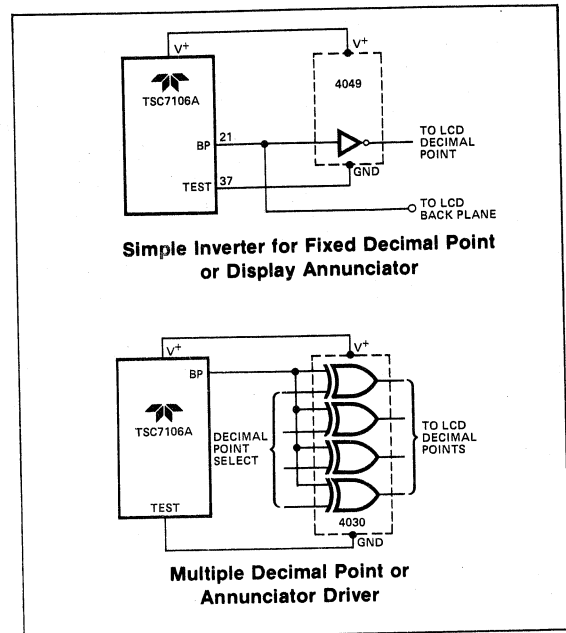 V+
V+
TSC7106A
4049
BP
21
TO LCD
DECIMAL
POINT
TEST
37
GND
TO LCD
BACK PLANE
Simple Inverter for Fixed Decimal Point
or Display Annunciator
V+
V+
BP
TSC7106A
DECIMAL
POINT
SELECT
TO LCD
DECIMAL
POINTS
TEST
4030
GND
Multiple Decimal Point or
Annunciator Driver